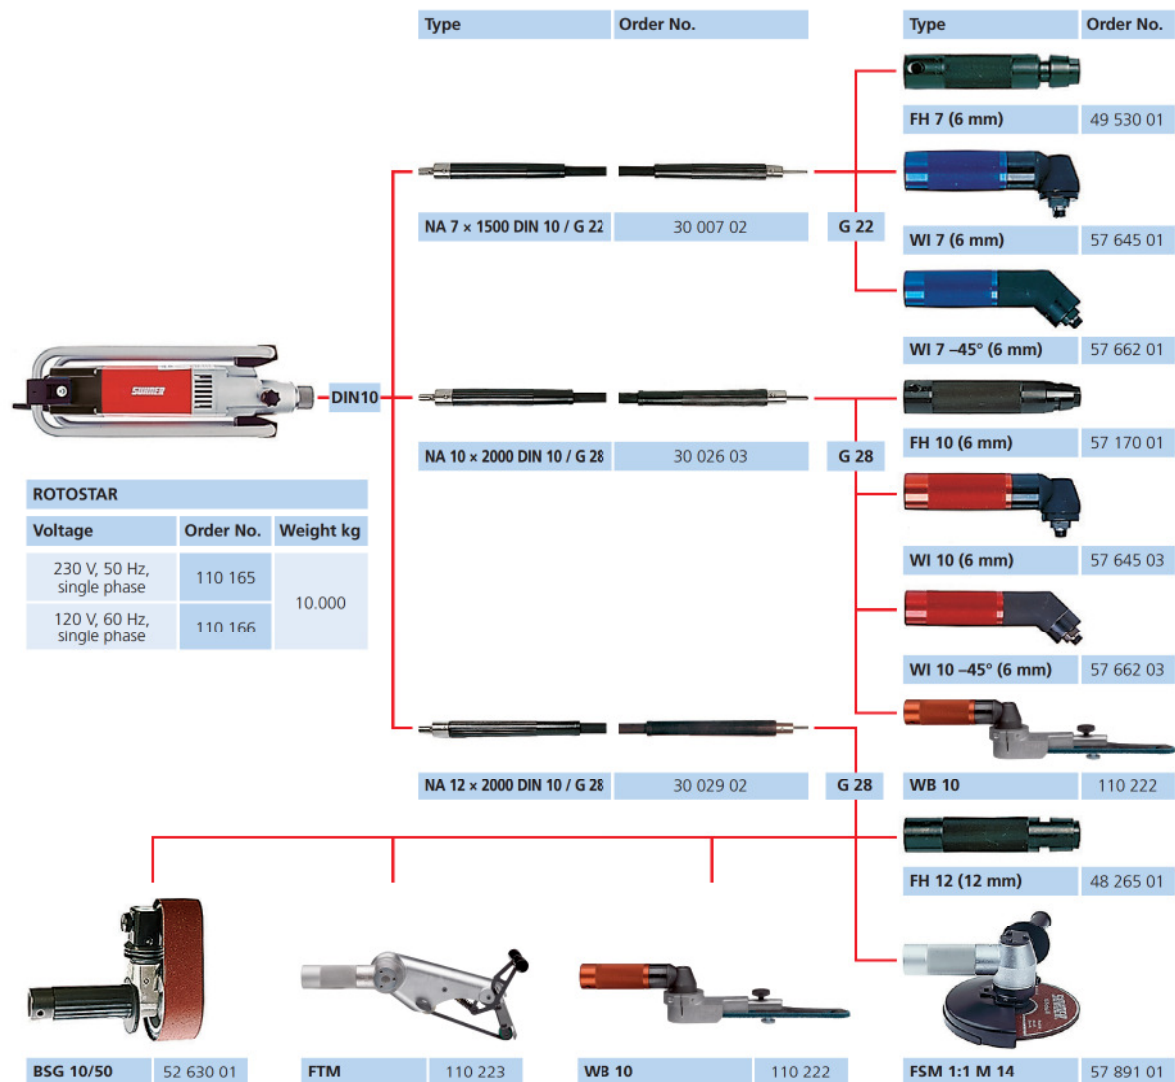 Type Order No.
Type Order No.
FH 7 (6 mm) 49 530 01
NA 7 × 1500 DIN 10 / G 22 30 007 02
G 22
WI 7 (6 mm) 57 645 01
WI 7 –45° (6 mm) 57 662 01
SUHNER
DIN10
FH 10 (6 mm) 57 170 01
NA 10 × 2000 DIN 10 / G 28 30 026 03
G 28
ROTOSTAR
Voltage Order No. Weight kg
230 V, 50 Hz,
single phase
110 165
10.000
120 V, 60 Hz,
single phase
110 166
WI 10 (6 mm) 57 645 03
WI 10 –45° (6 mm) 57 662 03
NA 12 × 2000 DIN 10 / G 28 30 029 02
G 28
WB 10 110 222
FH 12 (12 mm) 48 265 01
SUHNER
BSG 10/50 52 630 01
FTM 110 223
WB 10 110 222
FSM 1:1 M 14 57 891 01